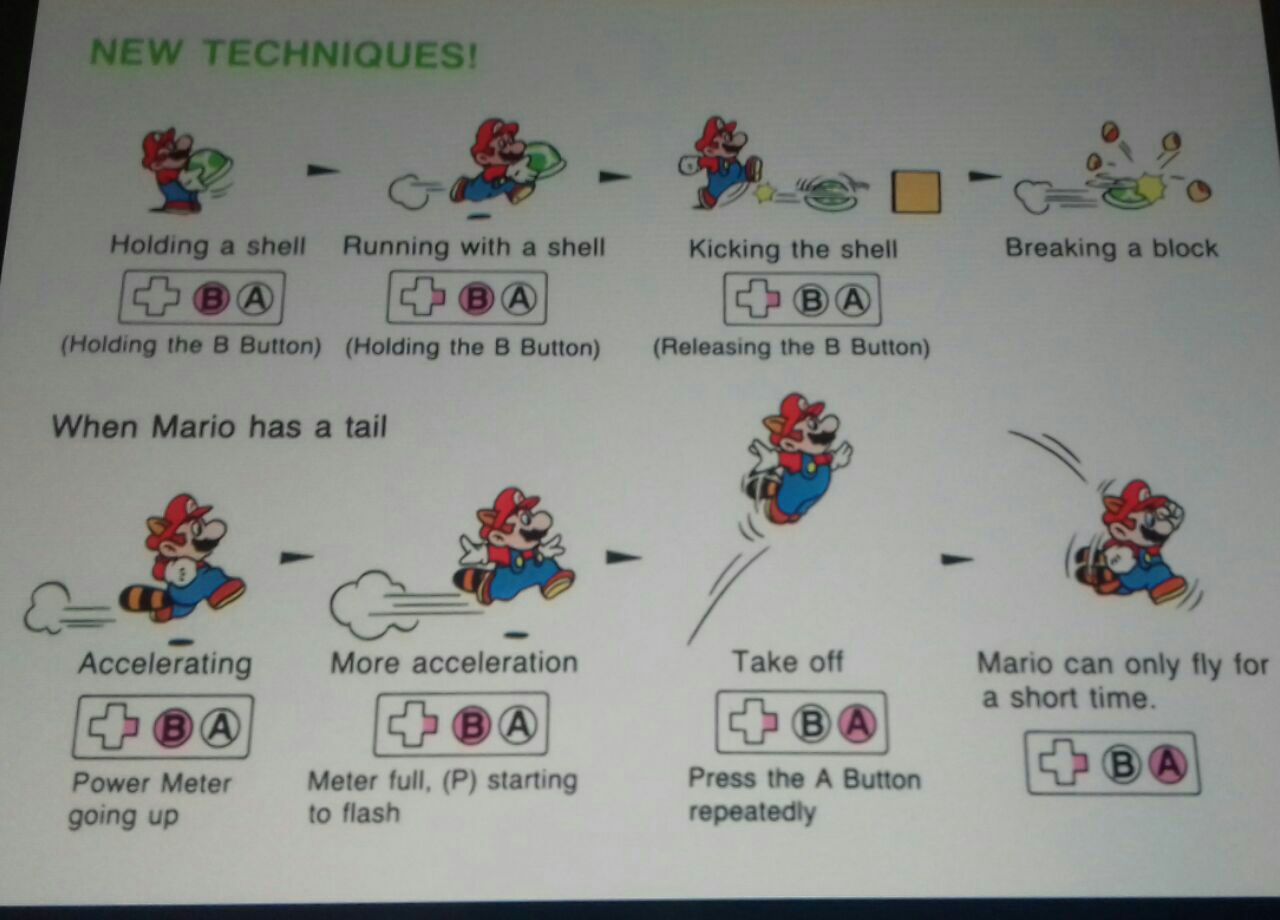 NEW TECHNIQUES!
Holding a shell
Running with a shell
Kicking the shell
Breaking a block
B A
B A
B A
(Holding the B Button)
(Holding the B Button)
(Releasing the B Button)
When Mario has a tail
Accelerating
More acceleration
Take off
Mario can only fly for
a short time.
B A
B A
B A
B A
Power Meter
going up
Meter full, (P) starting
to flash
Press the A Button
repeatedly